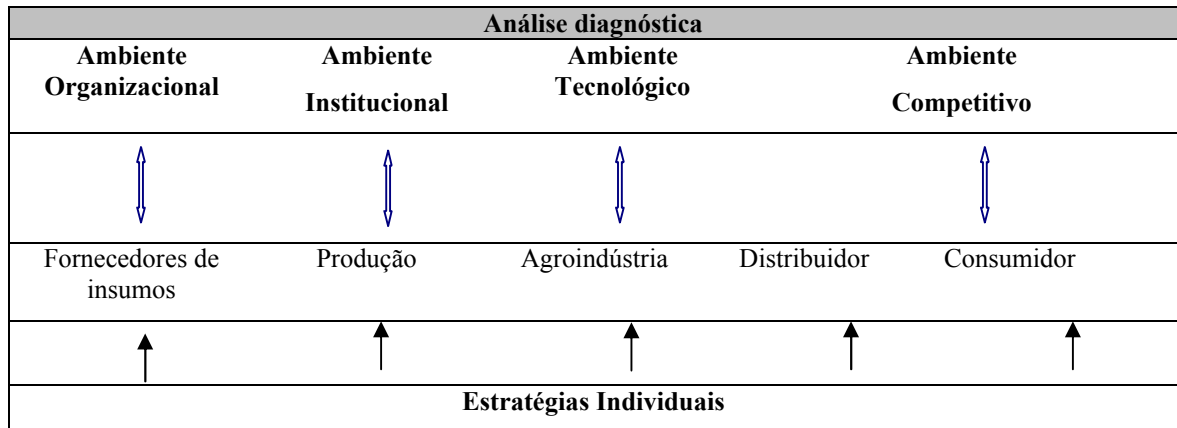 Análise diagnóstica
Ambiente Organizacional
Ambiente Institucional
Ambiente Tecnológico
Ambiente Competitivo
Fornecedores de insumos
Produção
Agroindústria
Distribuidor
Consumidor
Estratégias Individuais